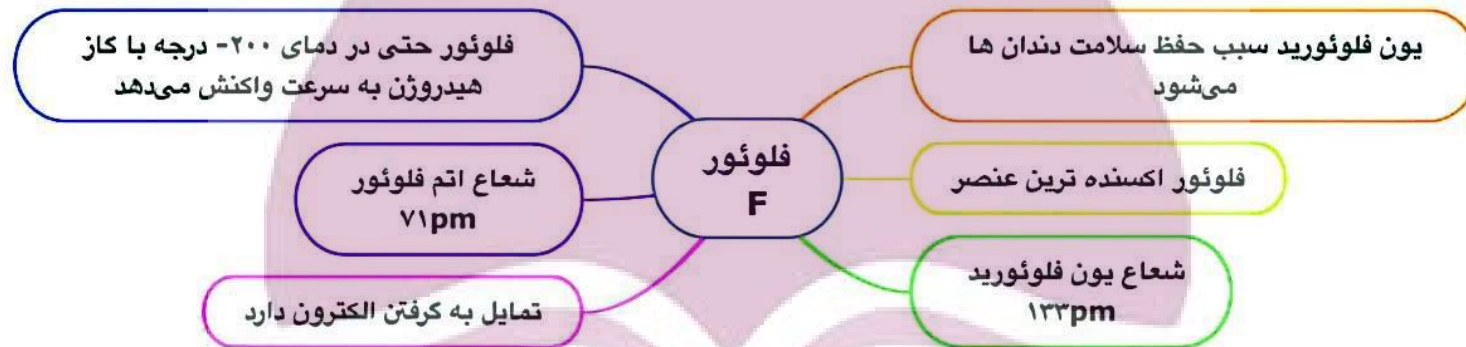 یون فلوئورید سبب حفظ سلامت دندان ها
می‌شود
فلوئور اکسنده ترین عنصر
شعاع یون فلوئورید
۱۳۳pm
فلوئور
F
فلوئور حتی در دمای ۲۰۰- درجه با کاز
هیدروژن به سرعت واکنش می‌دهد
شعاع اتم فلوئور
۷۱pm
تمایل به کرفتن الکترون دارد